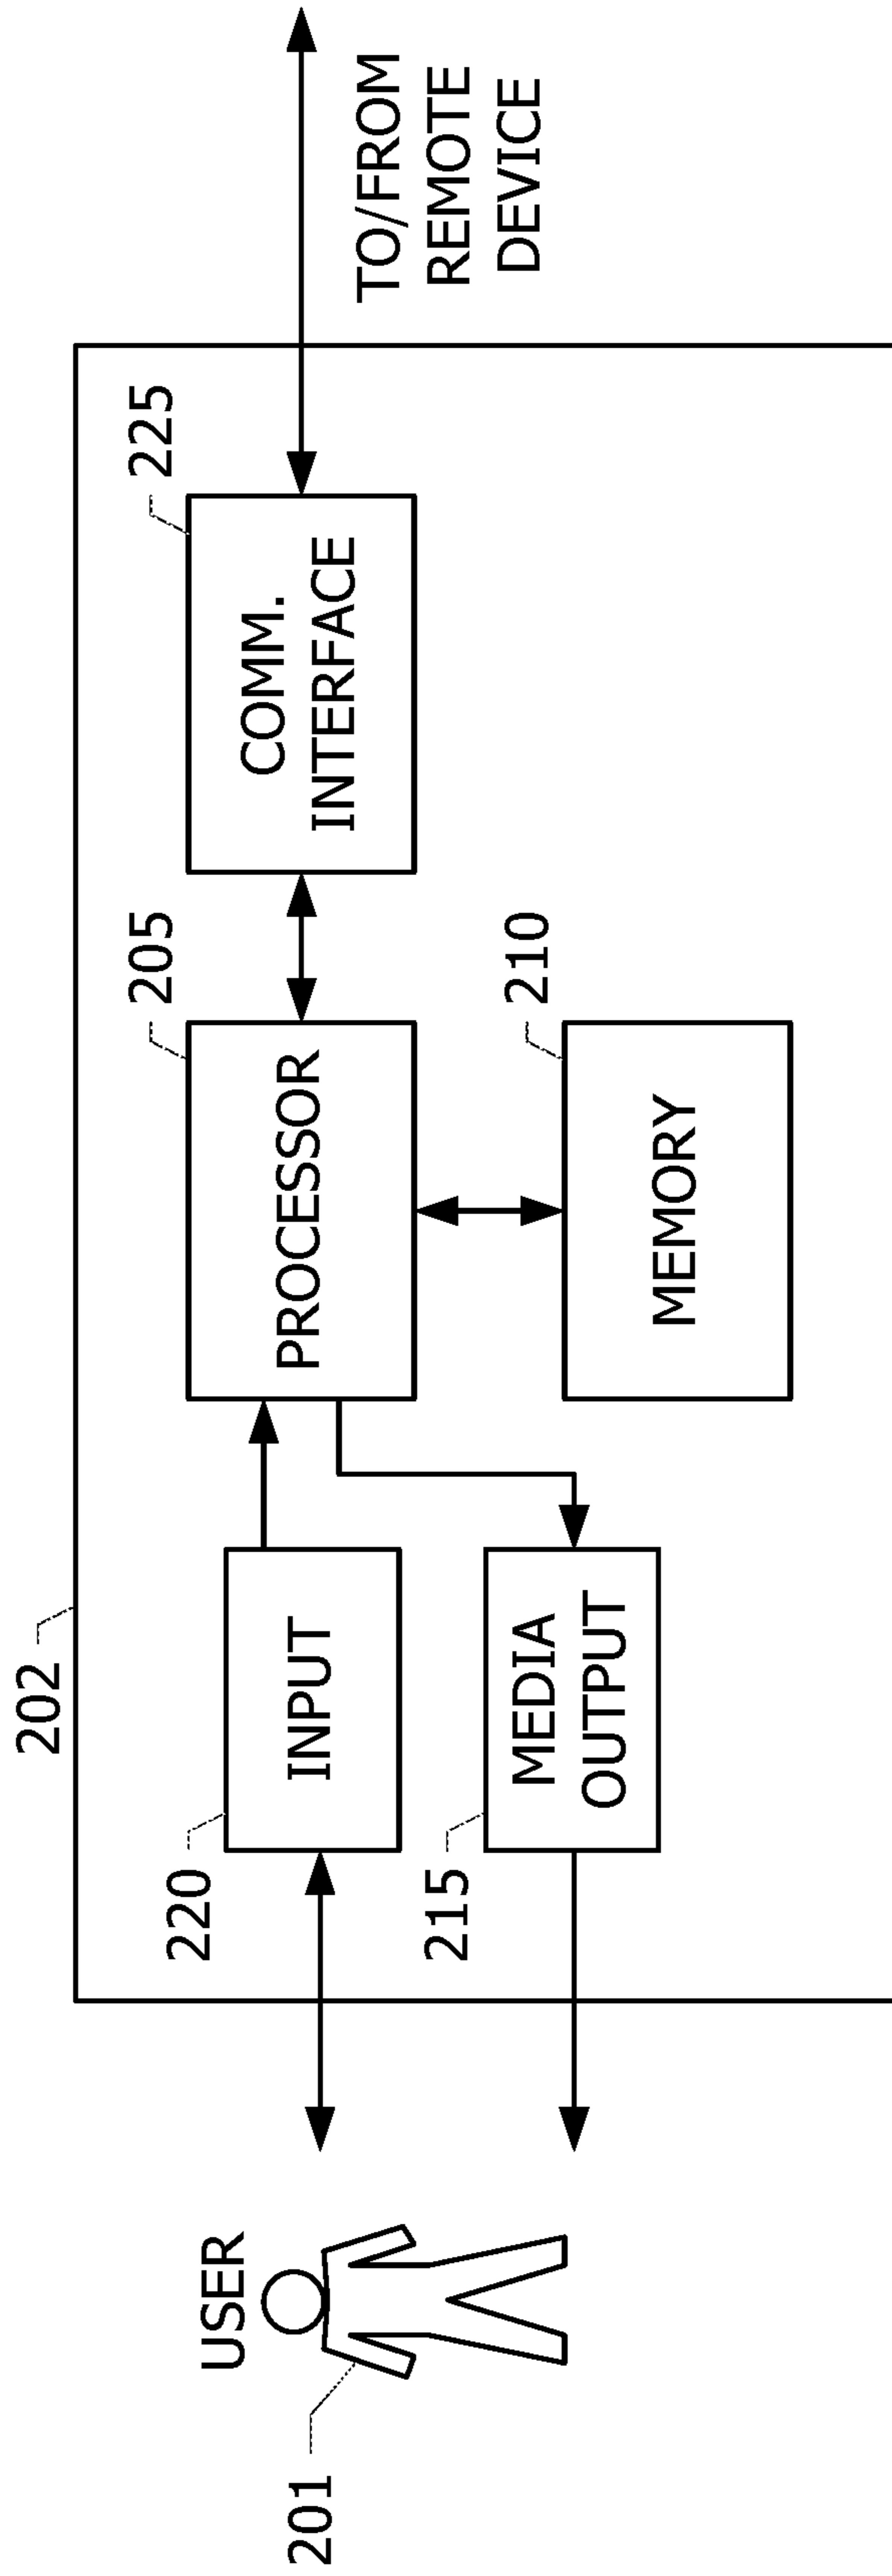 202
201
USER
220
INPUT
215
MEDIA
OUTPUT
205
PROCESSOR
210
MEMORY
225
COMM.
INTERFACE
TO/FROM
REMOTE
DEVICE